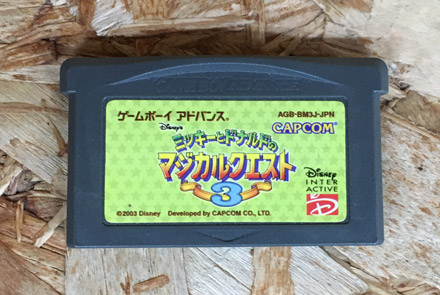 ゲームボーイ アドバンス®
AGB-BM3J-JPN
CAPCOM®
Disney's
ミッキーとドナルドの
マジカルクエスト
3
Disney
INTER
ACTIVE
©2003 Disney Developed by CAPCOM CO., LTD.